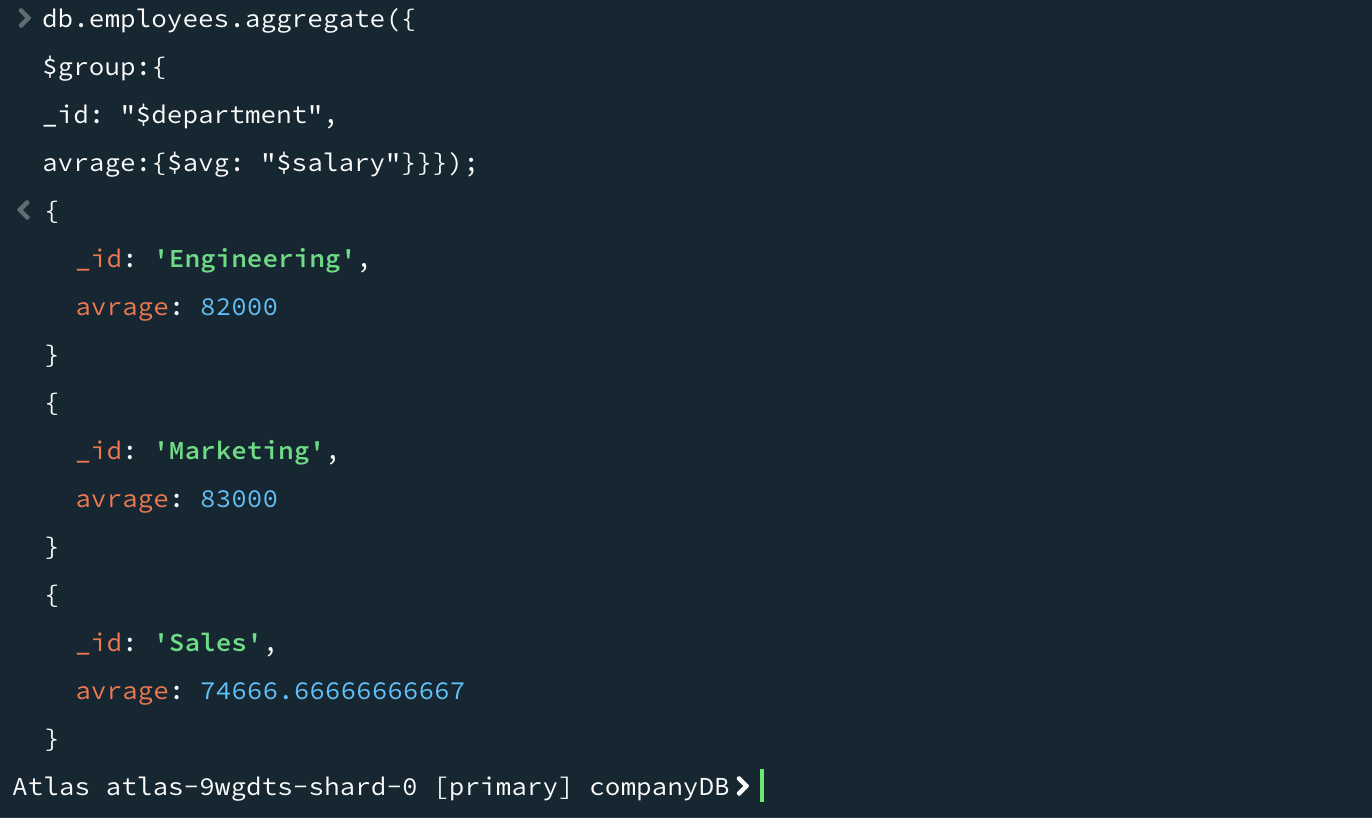 db.employees.aggregate({
$group:{
_id: "$department",
avrage:{$avg: "$salary"}}});
{
_id: 'Engineering',
avrage: 82000
}
{
_id: 'Marketing',
avrage: 83000
}
{
_id: 'Sales',
avrage: 74666.66666666667
}
Atlas atlas-9wgdts-shard-0 [primary] companyDB>